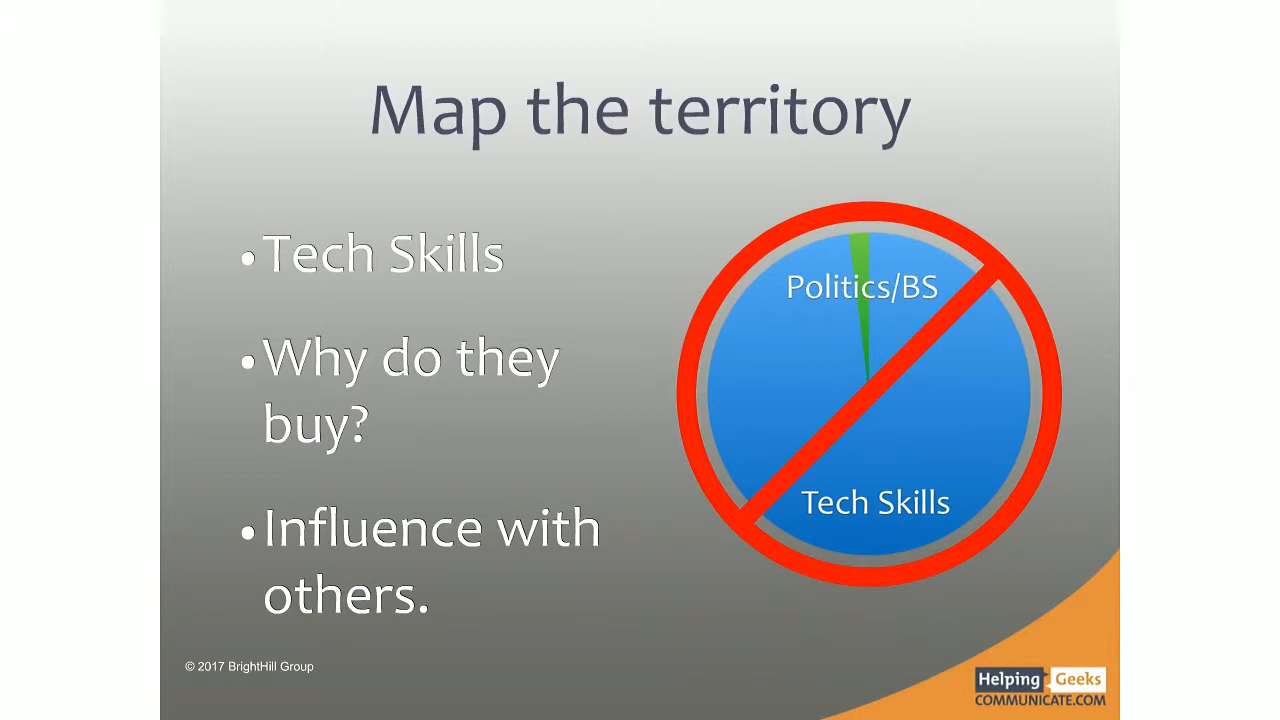 Map the territory
•Tech Skills
•Why do they
buy?
•Influence with
others.
Politics/BS
Tech Skills
© 2017 BrightHill Group
Helping Geeks
COMMUNICATE.COM